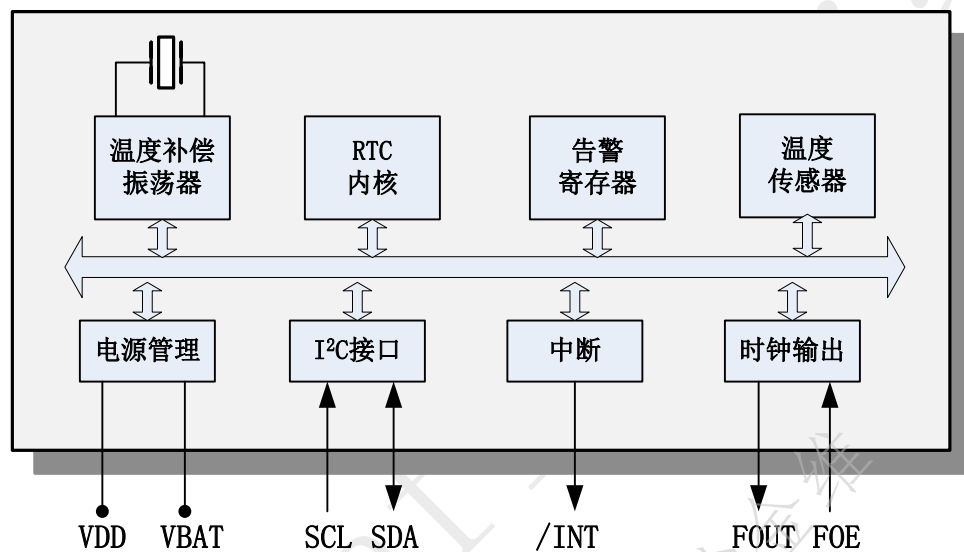 温度补偿
振荡器
RTC
内核
告警
寄存器
温度
传感器
电源管理
I²C接口
中断
时钟输出
VDD VBAT SCL SDA /INT FOUT FOE